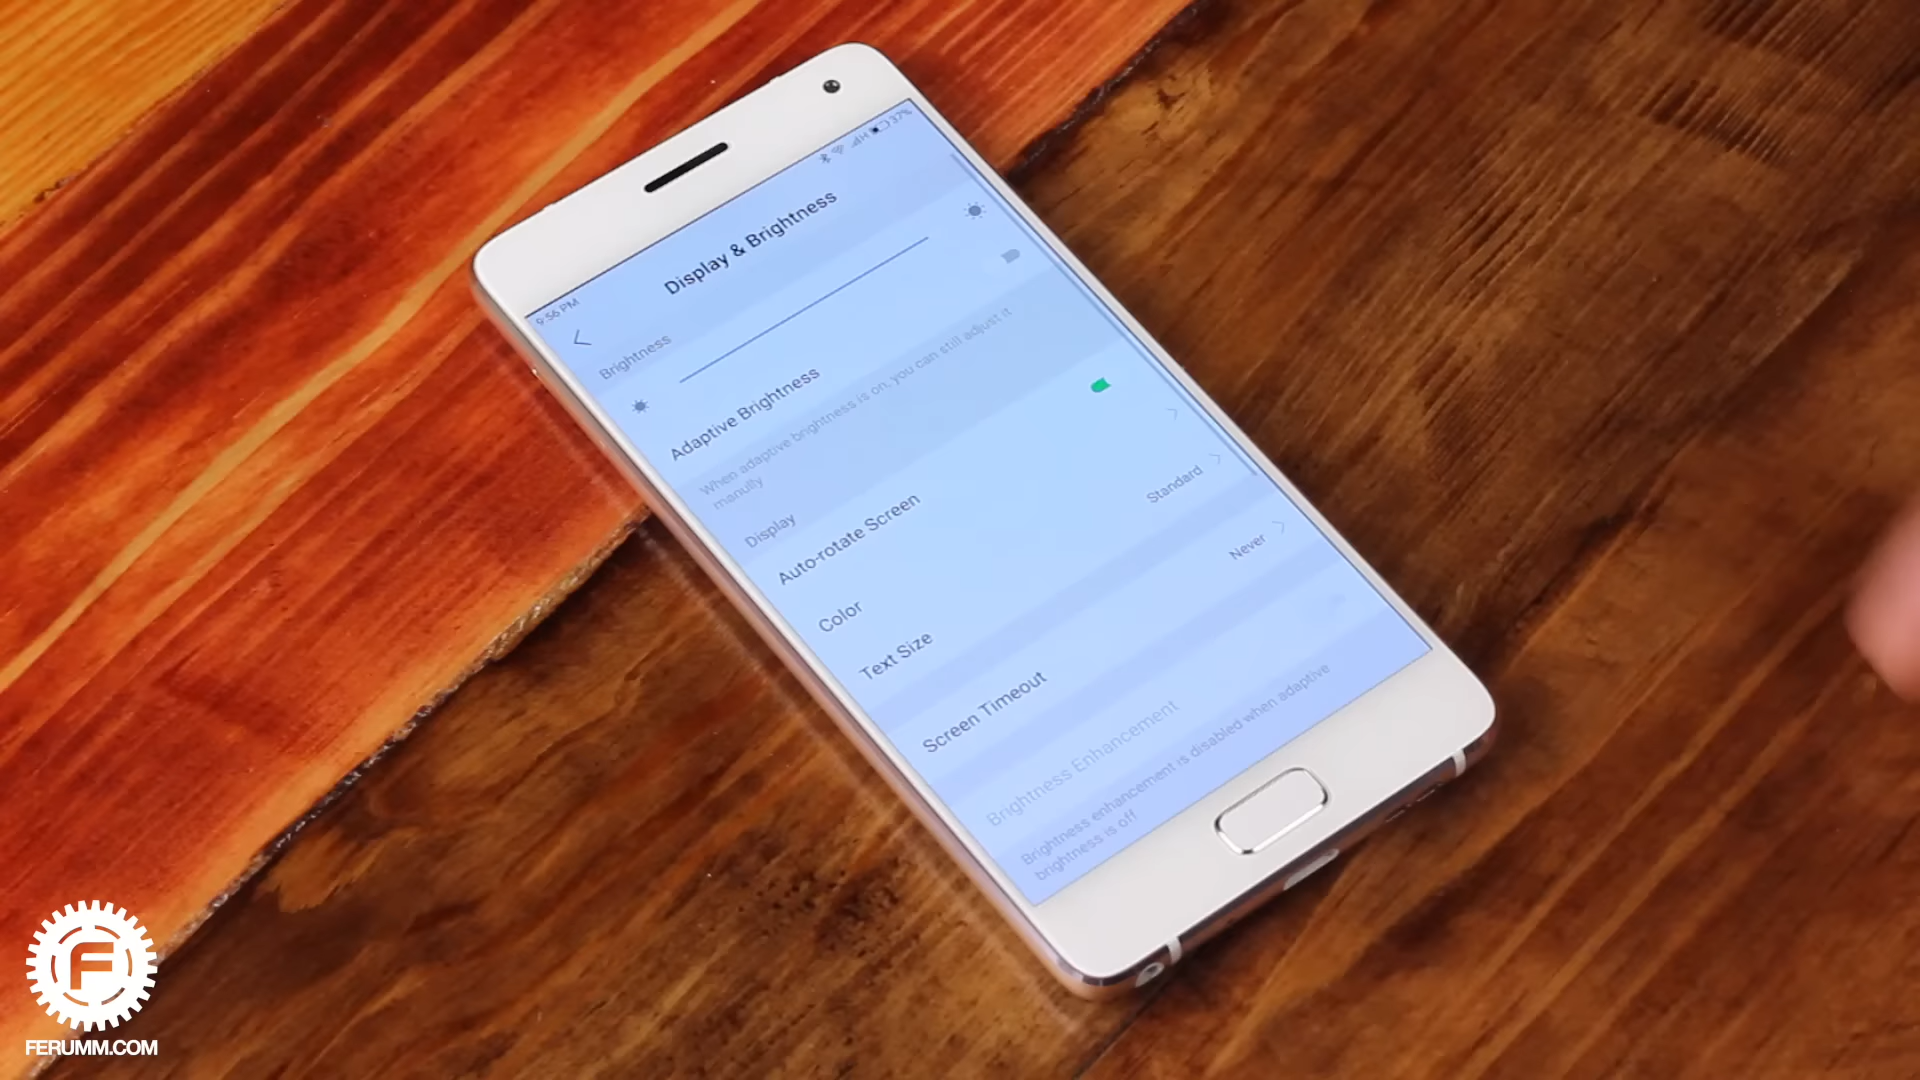 9:56 PM
H
37%
Display & Brightness
Brightness
Adaptive Brightness
When adaptive brightness is on, you can still adjust it
manully
Display
Auto-rotate Screen
Color
Text Size
Standard
Screen Timeout
Never
Brightness Enhancement
Brightness enhancement is disabled when adaptive
brightness is off
F
FERUMM.COM